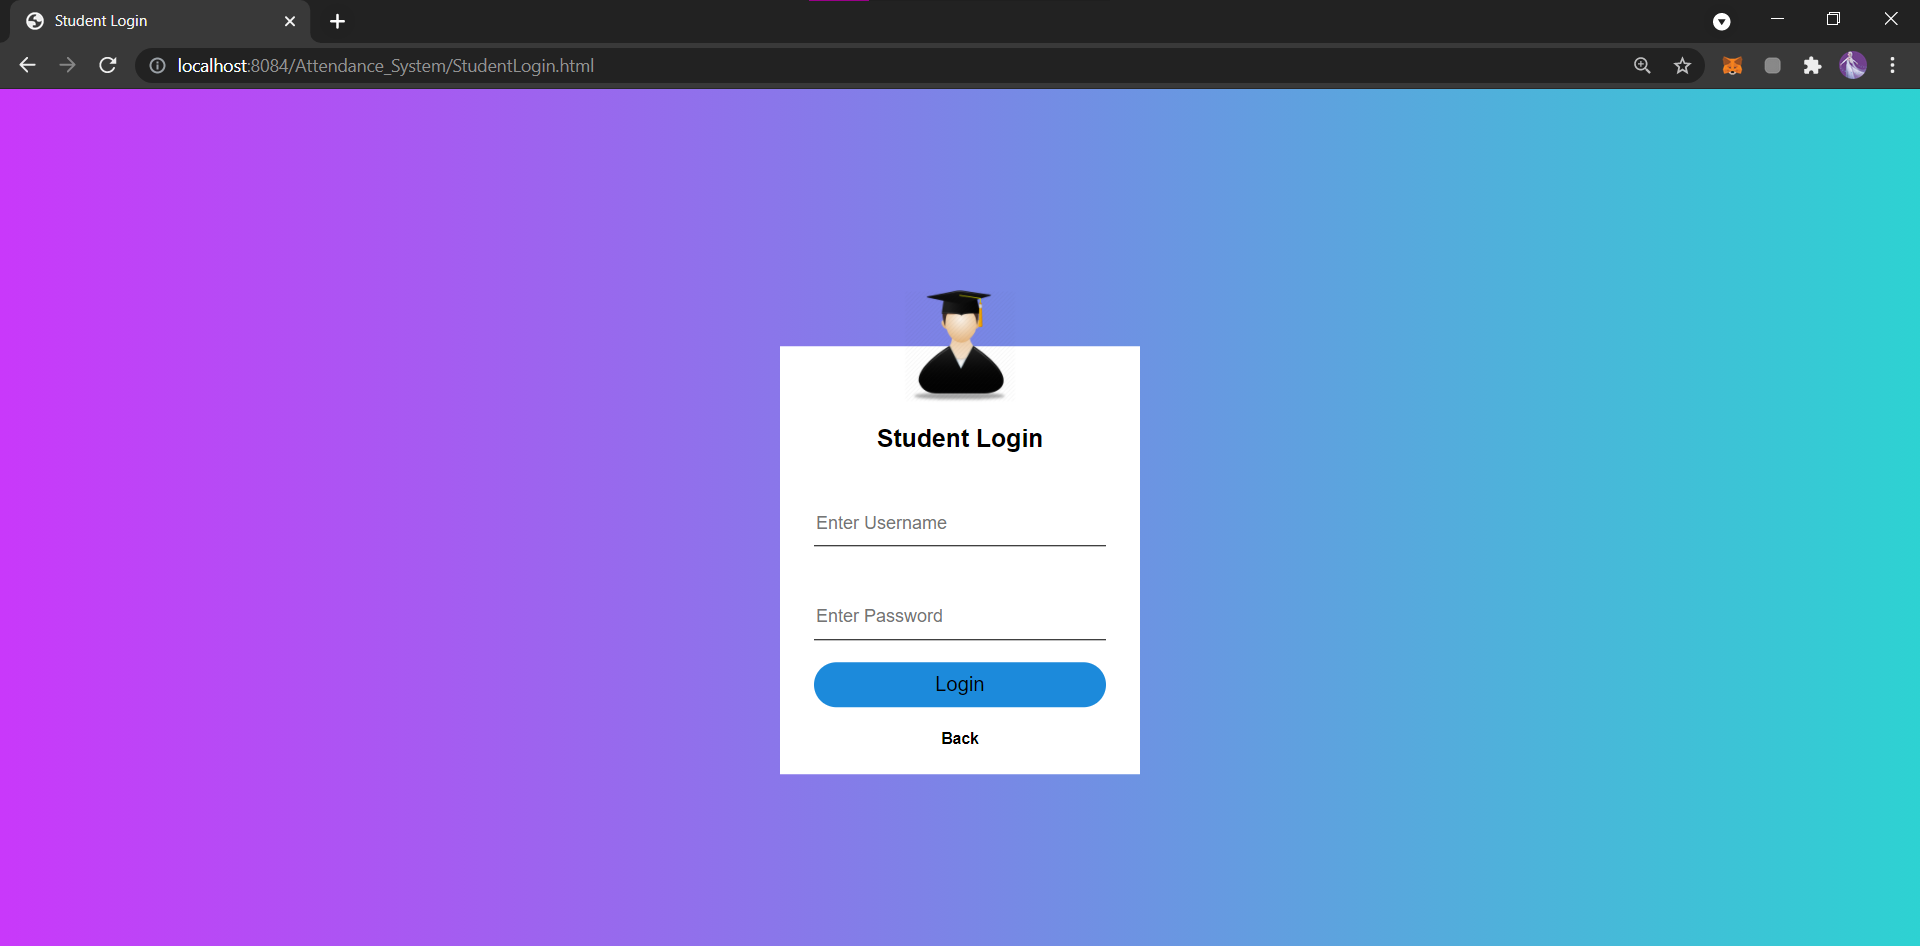 Student Login
localhost:8084/Attendance_System/StudentLogin.html
Student Login
Enter Username
Enter Password
Login
Back